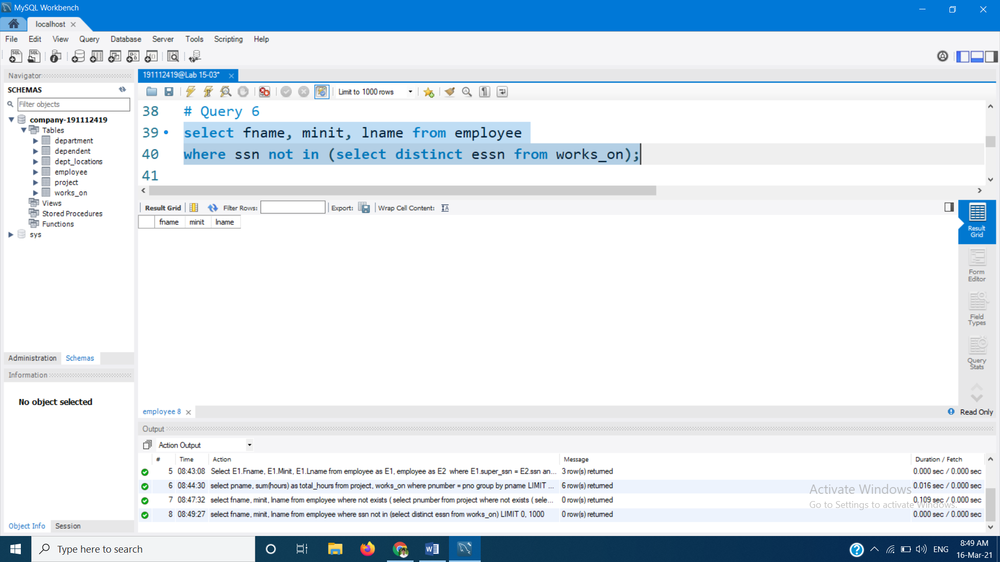 MySQL Workbench
localhost
File Edit View Query Database Server Tools Scripting Help
Navigator
SCHEMAS
Filter objects
company-191112419
Tables
department
dependent
dept_locations
employee
project
works_on
Views
Stored Procedures
Functions
sys
Administration Schemas
Information
No object selected
Object Info Session
191112419@Lab 15-03*
Limit to 1000 rows
38 # Query 6
39 select fname, minit, lname from employee
40 where ssn not in (select distinct essn from works_on);
41
Result Grid Filter Rows: Export: Wrap Cell Content:
fname minit lname
Result Grid
Form Editor
Field Types
Query Stats
employee 8
Read Only
Output
Action Output
# Time Action Message Duration / Fetch
5 08:43:08 Select E1.Fname, E1.Minit, E1.Lname from employee as E1, employee as E2 where E1.super_ssn = E2.ssn an... 3 row(s) returned 0.000 sec / 0.000 sec
6 08:44:30 select pname, sum(hours) as total_hours from project, works_on where pnumber = pno group by pname LIMIT ... 6 row(s) returned 0.016 sec / 0.000 sec
7 08:47:32 select fname, minit, lname from employee where not exists ( select pnumber from project where not exists ( sele... 0 row(s) returned 0.109 sec / 0.000 sec
8 08:49:27 select fname, minit, lname from employee where ssn not in (select distinct essn from works_on) LIMIT 0, 1000 0 row(s) returned 0.000 sec / 0.000 sec
Activate Windows
Go to Settings to activate Windows.
Type here to search
ENG
8:49 AM
16-Mar-21